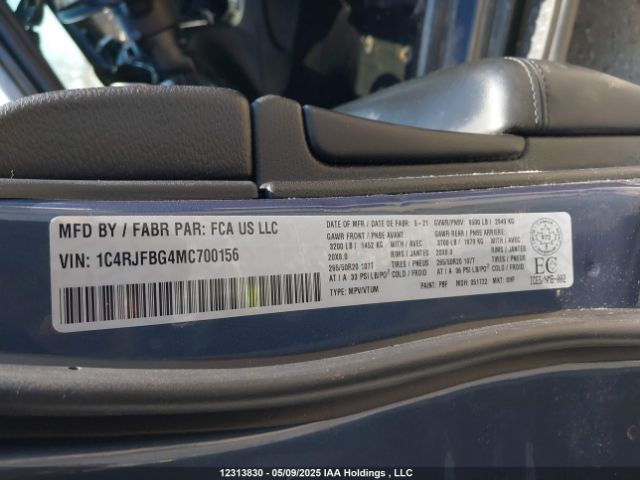 MFD BY / FABR PAR: FCA US LLC
VIN: 1C4RJFBG4MC700156
DATE OF MFR / DATE DE FABR: 5-21 GVWR/PNBV: 6500 LB / 2949 KG
GAWR FRONT / PNBE AVANT GAWR REAR / PNBE ARRIERE:
3200 LB / 1452 KG WITH / AVEC 3700 LB / 1679 KG WITH / AVEC
20X8.0 RIMS / JANTES 20X8.0 RIMS / JANTES
265/50R20 107T TIRES / PNEUS 265/50R20 107T TIRES / PNEUS
AT / A 33 PSI LB/PO² COLD / FROID AT / A 36 PSI LB/PO² COLD / FROID
TYPE: MPV/VTUM PAINT: PBF MDH: 051722 MKT: UHF
EC
12313830 - 05/09/2025 IAA Holdings , LLC